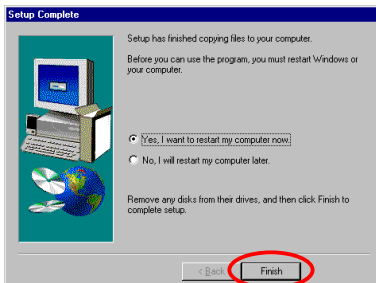 Setup Complete
Setup has finished copying files to your computer.
Before you can use the program, you must restart Windows or
your computer.
Yes, I want to restart my computer now.
No, I will restart my computer later.
Remove any disks from their drives, and then click Finish to
complete setup.
< Back
Finish